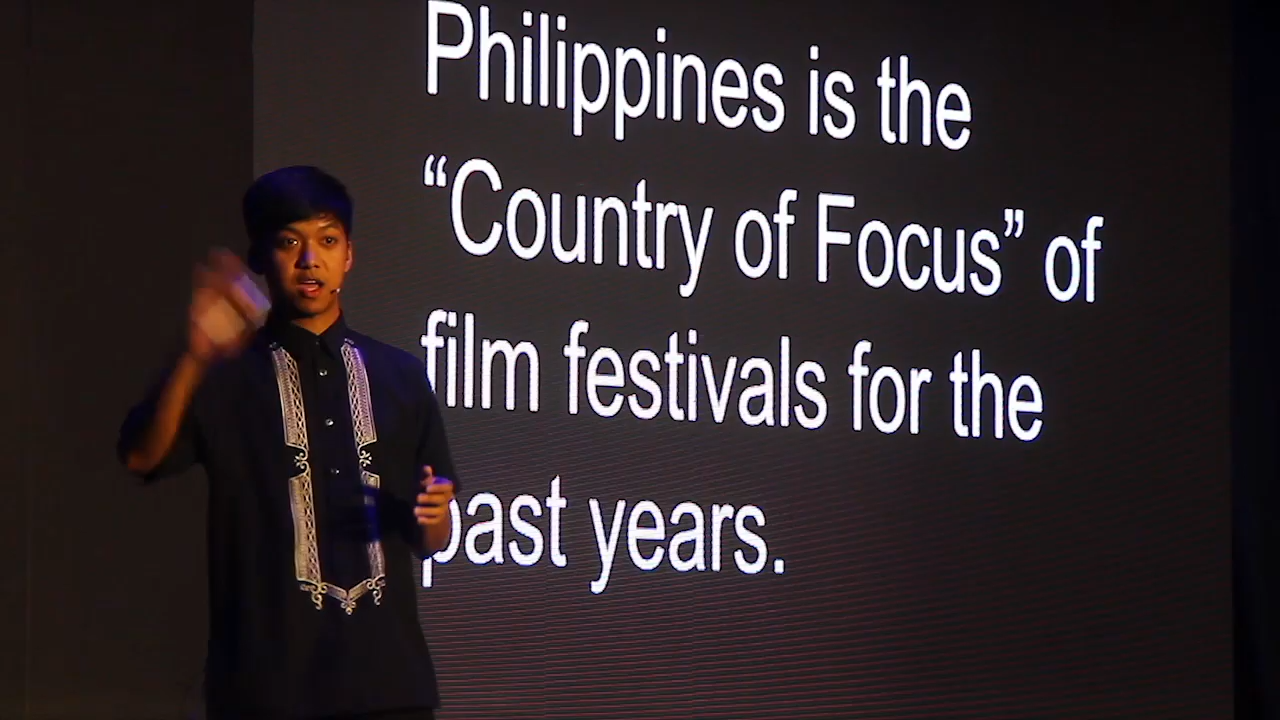 Philippines is the
“Country of Focus” of
film festivals for the
past years.